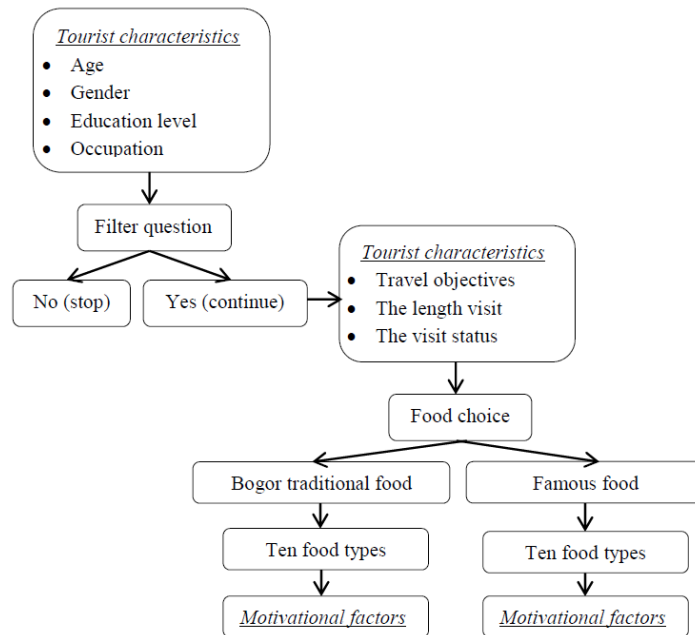 Tourist characteristics
• Age
• Gender
• Education level
• Occupation
Filter question
No (stop)
Yes (continue)
Tourist characteristics
• Travel objectives
• The length visit
• The visit status
Food choice
Bogor traditional food
Famous food
Ten food types
Ten food types
Motivational factors
Motivational factors